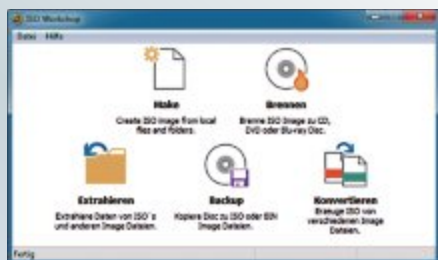 ISO Workshop
Datei Hilfe
Make
Create ISO image from local
files and folders.
Brennen
Brenne ISO Image zu CD,
DVD oder Blu-ray Disc.
Extrahieren
Extrahiere Daten von ISO's
und anderen Image Dateien.
Backup
Kopiere Disc zu ISO oder BIN
Image Dateien.
Konvertieren
Erzeuge ISO von
verschiedenen Image
Dateien.
Fertig